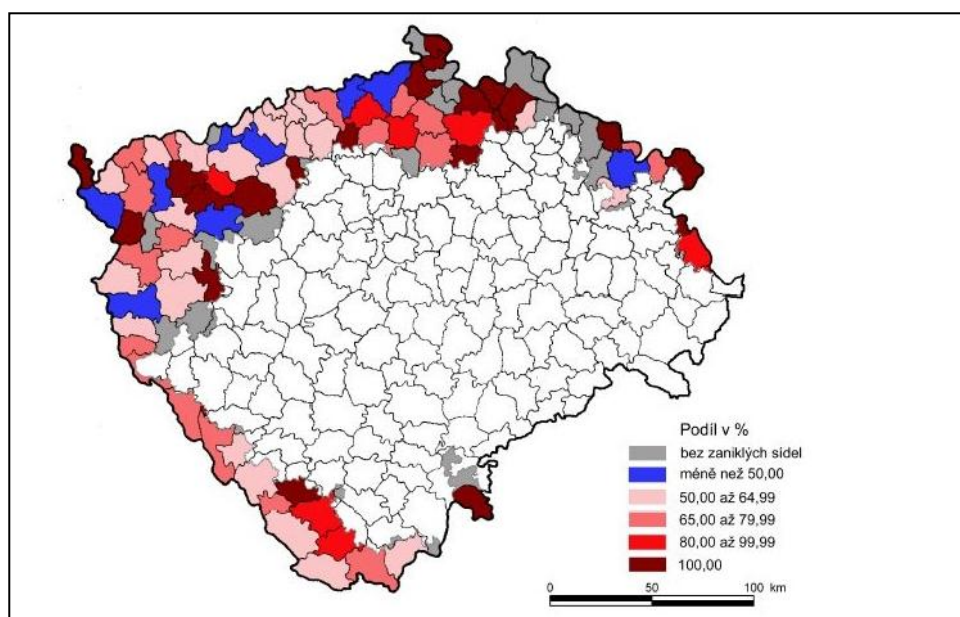 Podíl v %
bez zaniklých sídel
méně než 50,00
50,00 až 64,99
65,00 až 79,99
80,00 až 99,99
100,00
0 50 100 km